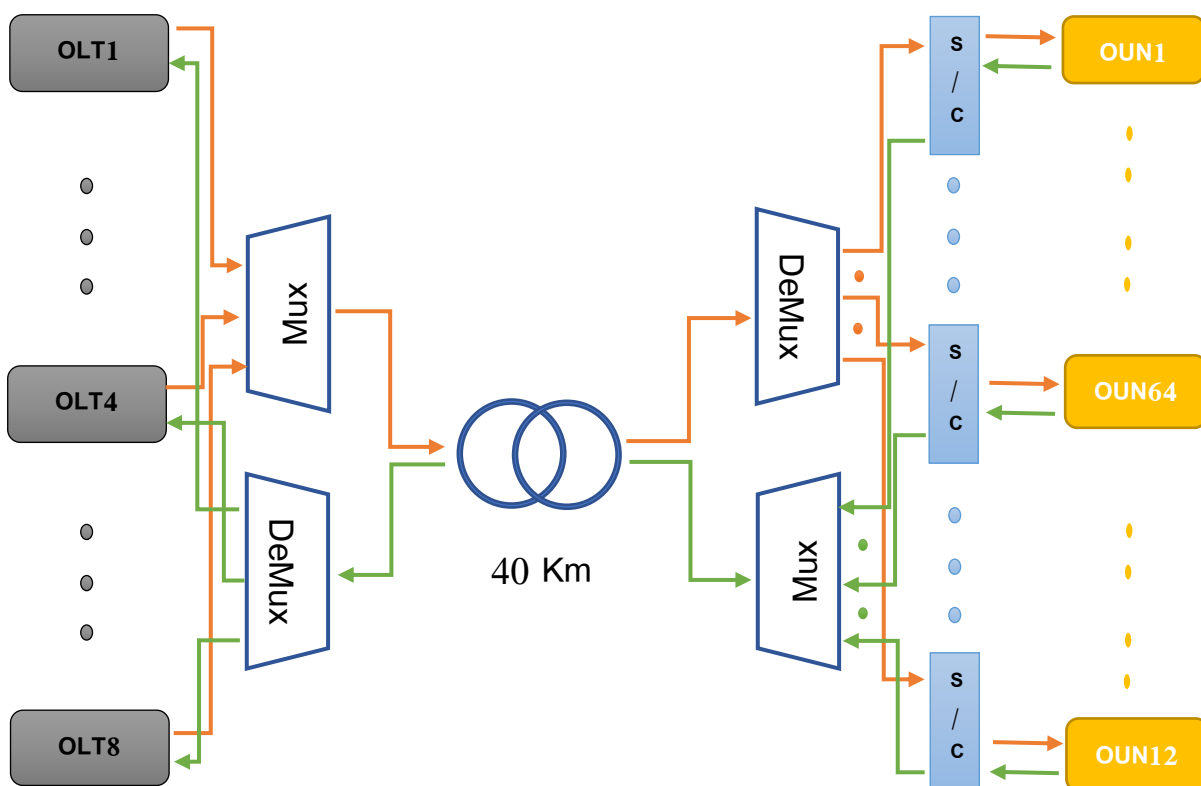 OLT1
OLT4
OLT8
Mux
DeMux
40 Km
DeMux
Mux
S
/
C
S
/
C
S
/
C
OUN1
OUN64
OUN12